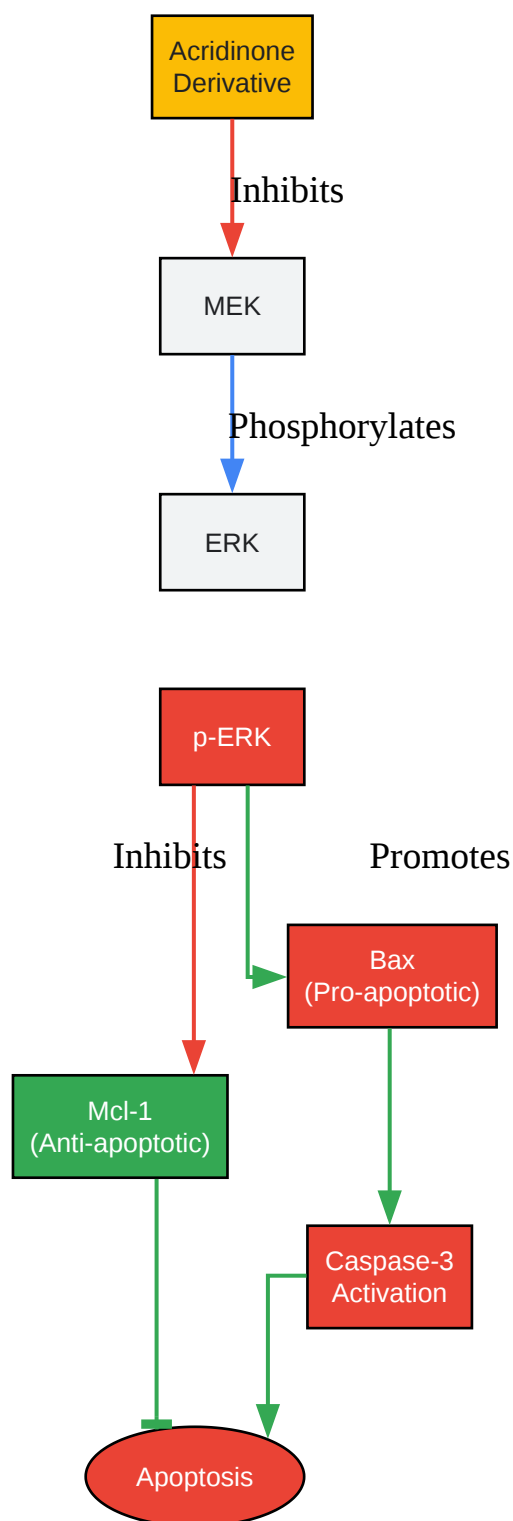 Acridinone
Derivative
Inhibits
MEK
Phosphorylates
ERK
p-ERK
Inhibits
Promotes
Bax
(Pro-apoptotic)
Mcl-1
(Anti-apoptotic)
Caspase-3
Activation
Apoptosis